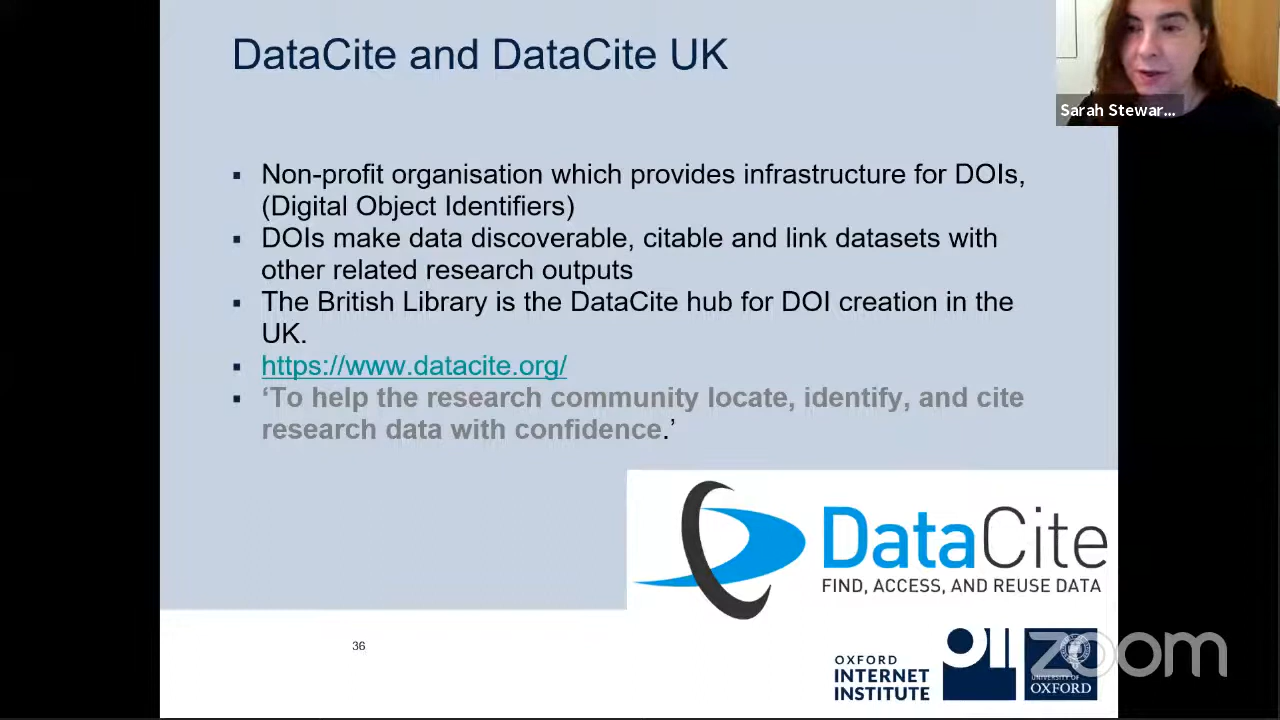 DataCite and DataCite UK
Sarah Stewar...
▪ Non-profit organisation which provides infrastructure for DOIs,
(Digital Object Identifiers)
▪ DOIs make data discoverable, citable and link datasets with
other related research outputs
▪ The British Library is the DataCite hub for DOI creation in the
UK.
▪ https://www.datacite.org/
▪ ‘To help the research community locate, identify, and cite
research data with confidence.’
DataCite
FIND, ACCESS, AND REUSE DATA
36
OXFORD
INTERNET
INSTITUTE
oii
UNIVERSITY OF
OXFORD
zoom